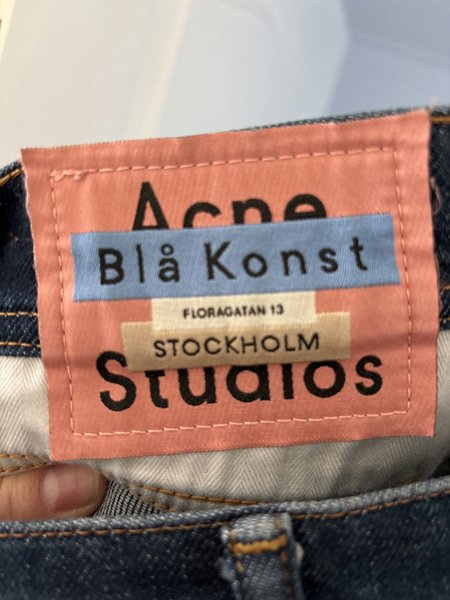 Acne
Blå Konst
FLORAGATAN 13
STOCKHOLM
Studios